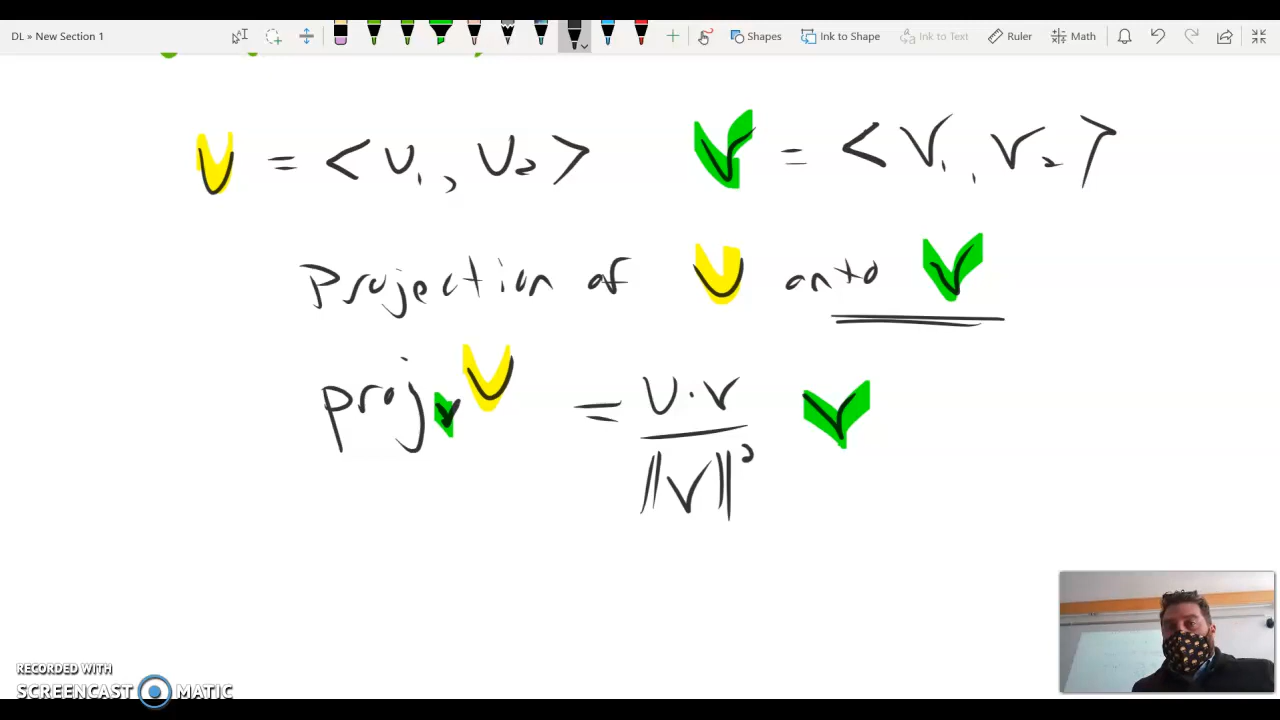 DL » New Section 1
Shapes Ink to Shape Ink to Text Ruler Math
U = <U₁, U₂> V = <V₁, V₂>
Projection of U onto V
proj_V U = U·V / ‖V‖² V
RECORDED WITH
SCREENCAST MATIC